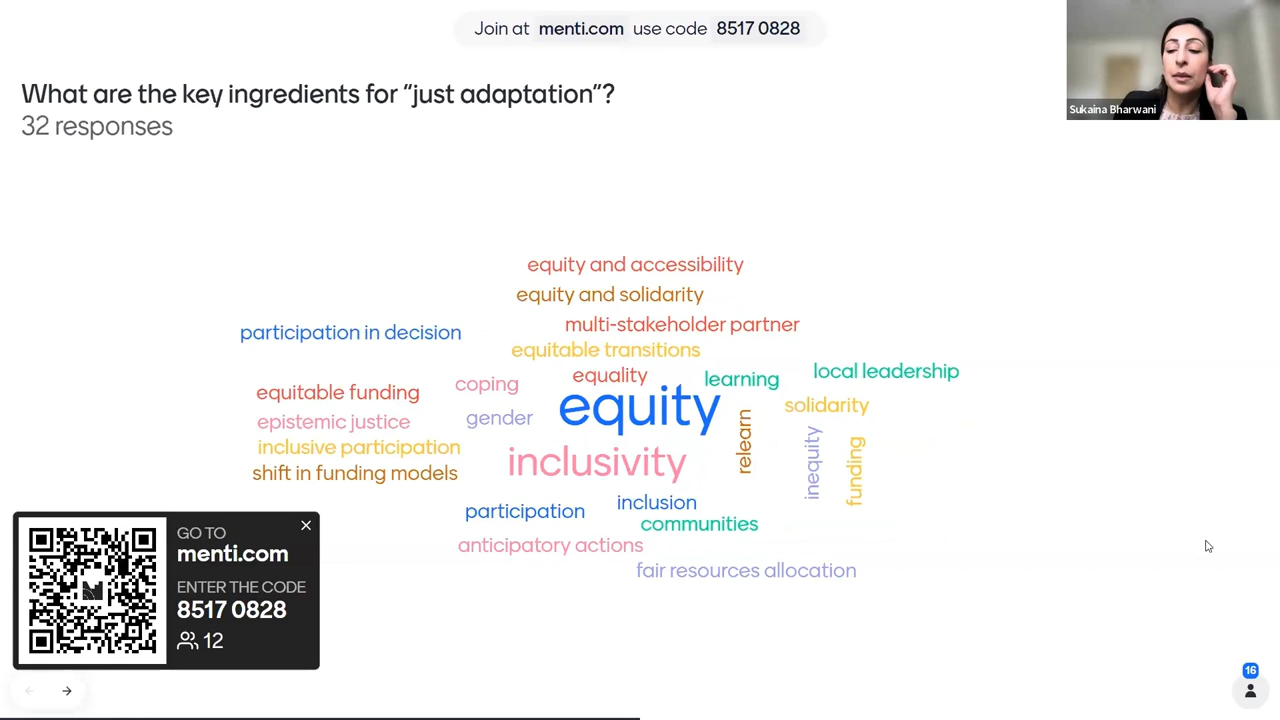 Join at menti.com use code 8517 0828
Sukaina Bharwani
What are the key ingredients for “just adaptation”?
32 responses
equity and accessibility
equity and solidarity
multi-stakeholder partner
participation in decision
equitable transitions
equality
learning
local leadership
coping
equitable funding
equity
solidarity
gender
epistemic justice
relearn
inclusive participation
inclusivity
inequity
funding
shift in funding models
inclusion
participation
communities
anticipatory actions
fair resources allocation
GO TO
menti.com
ENTER THE CODE
8517 0828
12
16